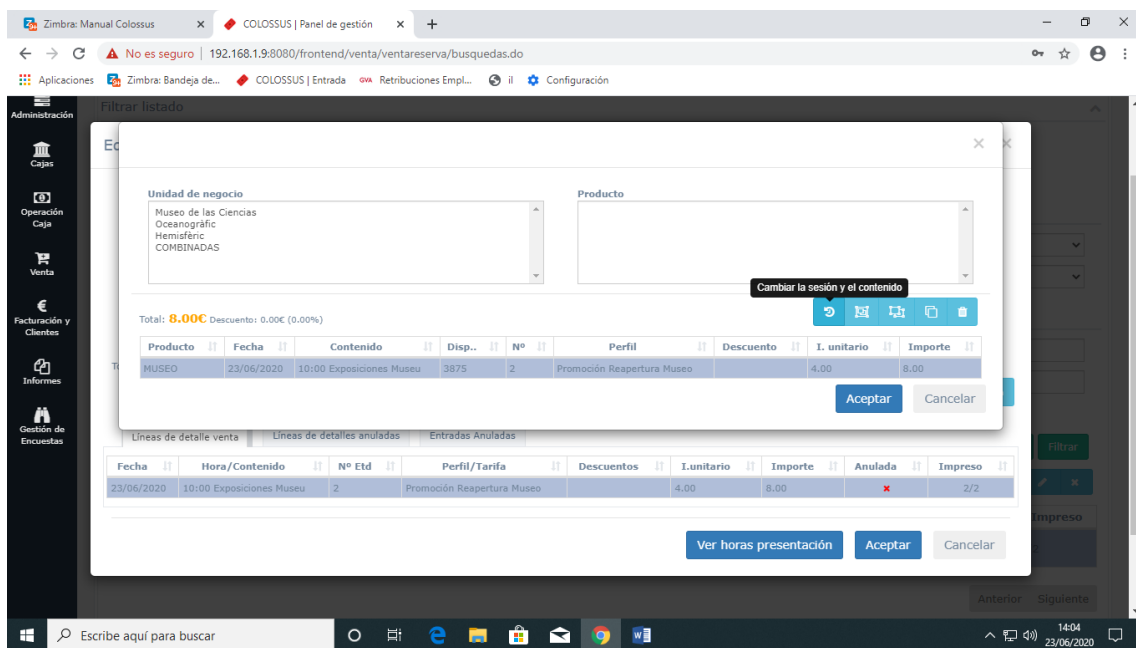 Zimbra: Manual Colossus
COLOSSUS | Panel de gestión
No es seguro | 192.168.1.9:8080/frontend/venta/ventareserva/busquedas.do
Aplicaciones
Zimbra: Bandeja de...
COLOSSUS | Entrada
GVA Retribuciones Empl...
il
Configuración
Administración
Cajas
Operación
Caja
Venta
Facturación y
Clientes
Informes
Gestión de
Encuestas
Filtrar listado
Unidad de negocio
Museo de las Ciencias
Oceanogràfic
Hemisfèric
COMBINADAS
Producto
Cambiar la sesión y el contenido
Total: 8.00€ Descuento: 0.00€ (0.00%)
Producto Fecha Contenido Disp.. Nº Perfil Descuento I. unitario Importe
MUSEO 23/06/2020 10:00 Exposiciones Museu 3875 2 Promoción Reapertura Museo 4.00 8.00
Aceptar Cancelar
Líneas de detalle venta Líneas de detalles anuladas Entradas Anuladas
Filtrar
Fecha Hora/Contenido Nº Etd Perfil/Tarifa Descuentos I.unitario Importe Anulada Impreso
23/06/2020 10:00 Exposiciones Museu 2 Promoción Reapertura Museo 4.00 8.00 2/2
Impreso
Ver horas presentación Aceptar Cancelar
Anterior Siguiente
Escribe aquí para buscar
14:04
23/06/2020